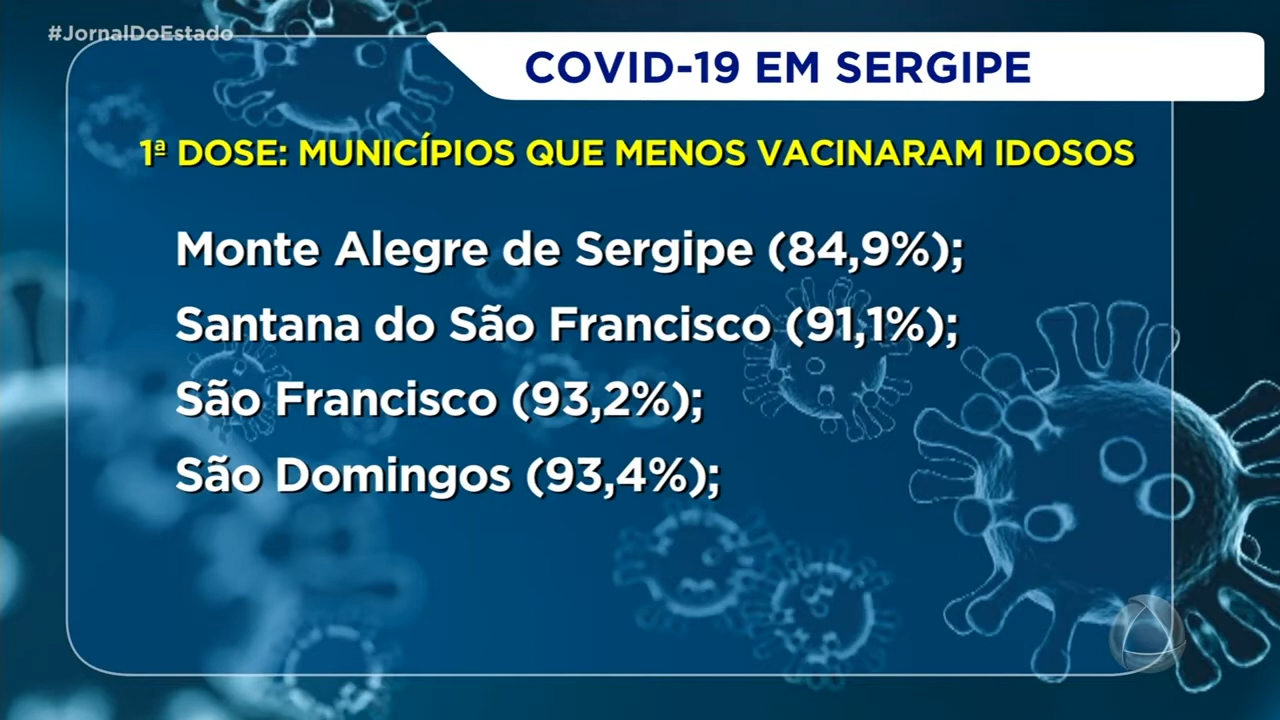 #JornalDoEstado
COVID-19 EM SERGIPE
1ª DOSE: MUNICÍPIOS QUE MENOS VACINARAM IDOSOS
Monte Alegre de Sergipe (84,9%);
Santana do São Francisco (91,1%);
São Francisco (93,2%);
São Domingos (93,4%);